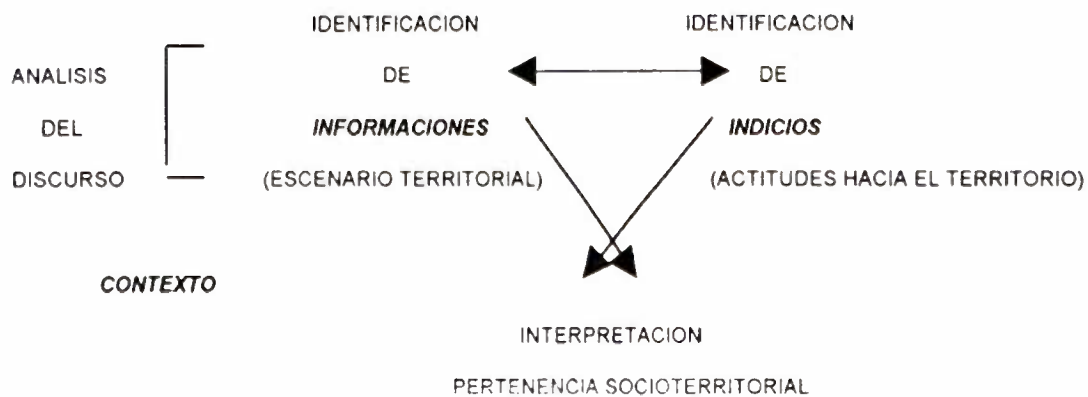 IDENTIFICACION IDENTIFICACION
ANALISIS DE DE
DEL INFORMACIONES INDICIOS
DISCURSO (ESCENARIO TERRITORIAL) (ACTITUDES HACIA EL TERRITORIO)
CONTEXTO
INTERPRETACION
PERTENENCIA SOCIOTERRITORIAL